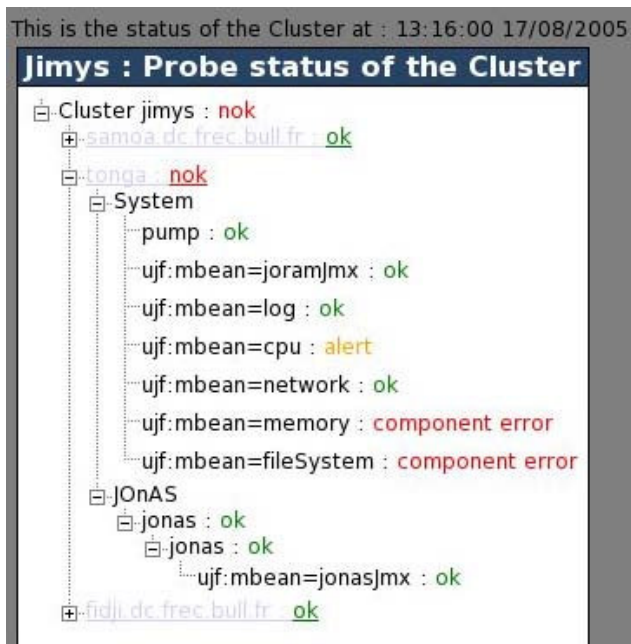 This is the status of the Cluster at : 13:16:00 17/08/2005
Jimys : Probe status of the Cluster
Cluster jimys : nok
samoa.dc.frec.bull.fr : ok
tonga : nok
System
pump : ok
ujf:mbean=joramJmx : ok
ujf:mbean=log : ok
ujf:mbean=cpu : alert
ujf:mbean=network : ok
ujf:mbean=memory : component error
ujf:mbean=fileSystem : component error
JOnAS
jonas : ok
jonas : ok
ujf:mbean=jonasJmx : ok
fidji.dc.frec.bull.fr : ok